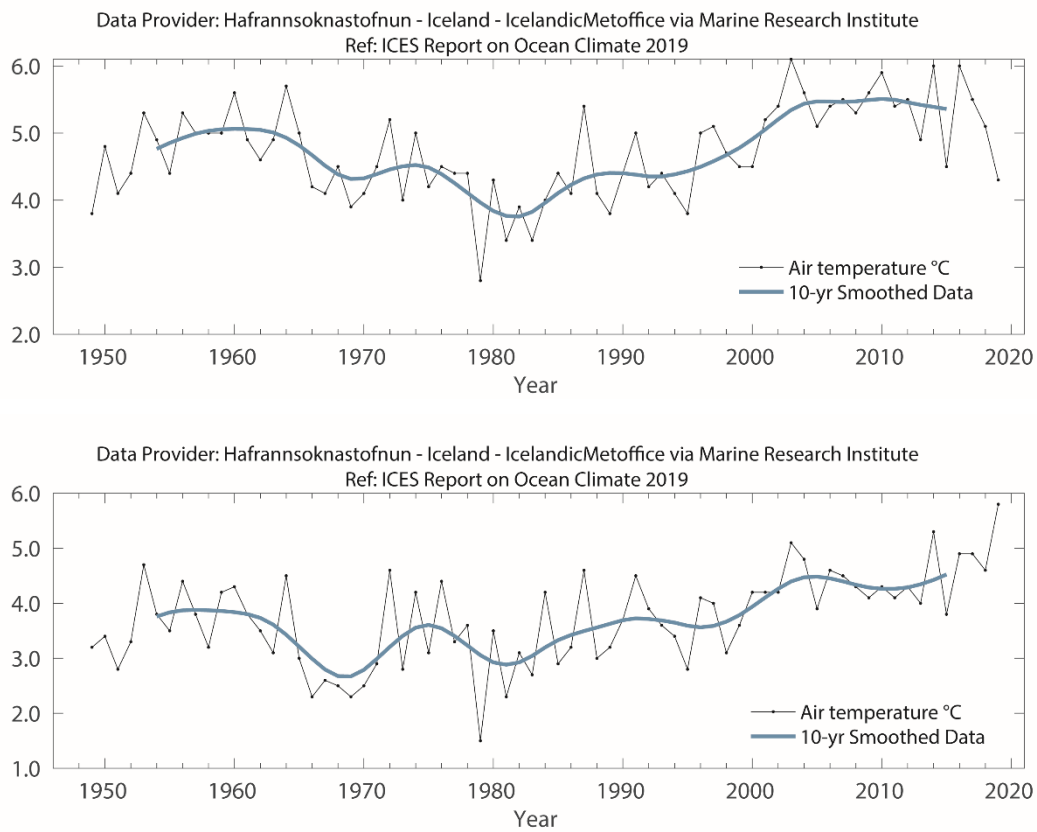 Data Provider: Hafrannsoknastofnun - Iceland - IcelandicMetoffice via Marine Research Institute
Ref: ICES Report on Ocean Climate 2019
6.0
5.0
4.0
3.0
2.0
Air temperature °C
10-yr Smoothed Data
1950 1960 1970 1980 1990 2000 2010 2020
Year
Data Provider: Hafrannsoknastofnun - Iceland - IcelandicMetoffice via Marine Research Institute
Ref: ICES Report on Ocean Climate 2019
6.0
5.0
4.0
3.0
2.0
1.0
Air temperature °C
10-yr Smoothed Data
1950 1960 1970 1980 1990 2000 2010 2020
Year